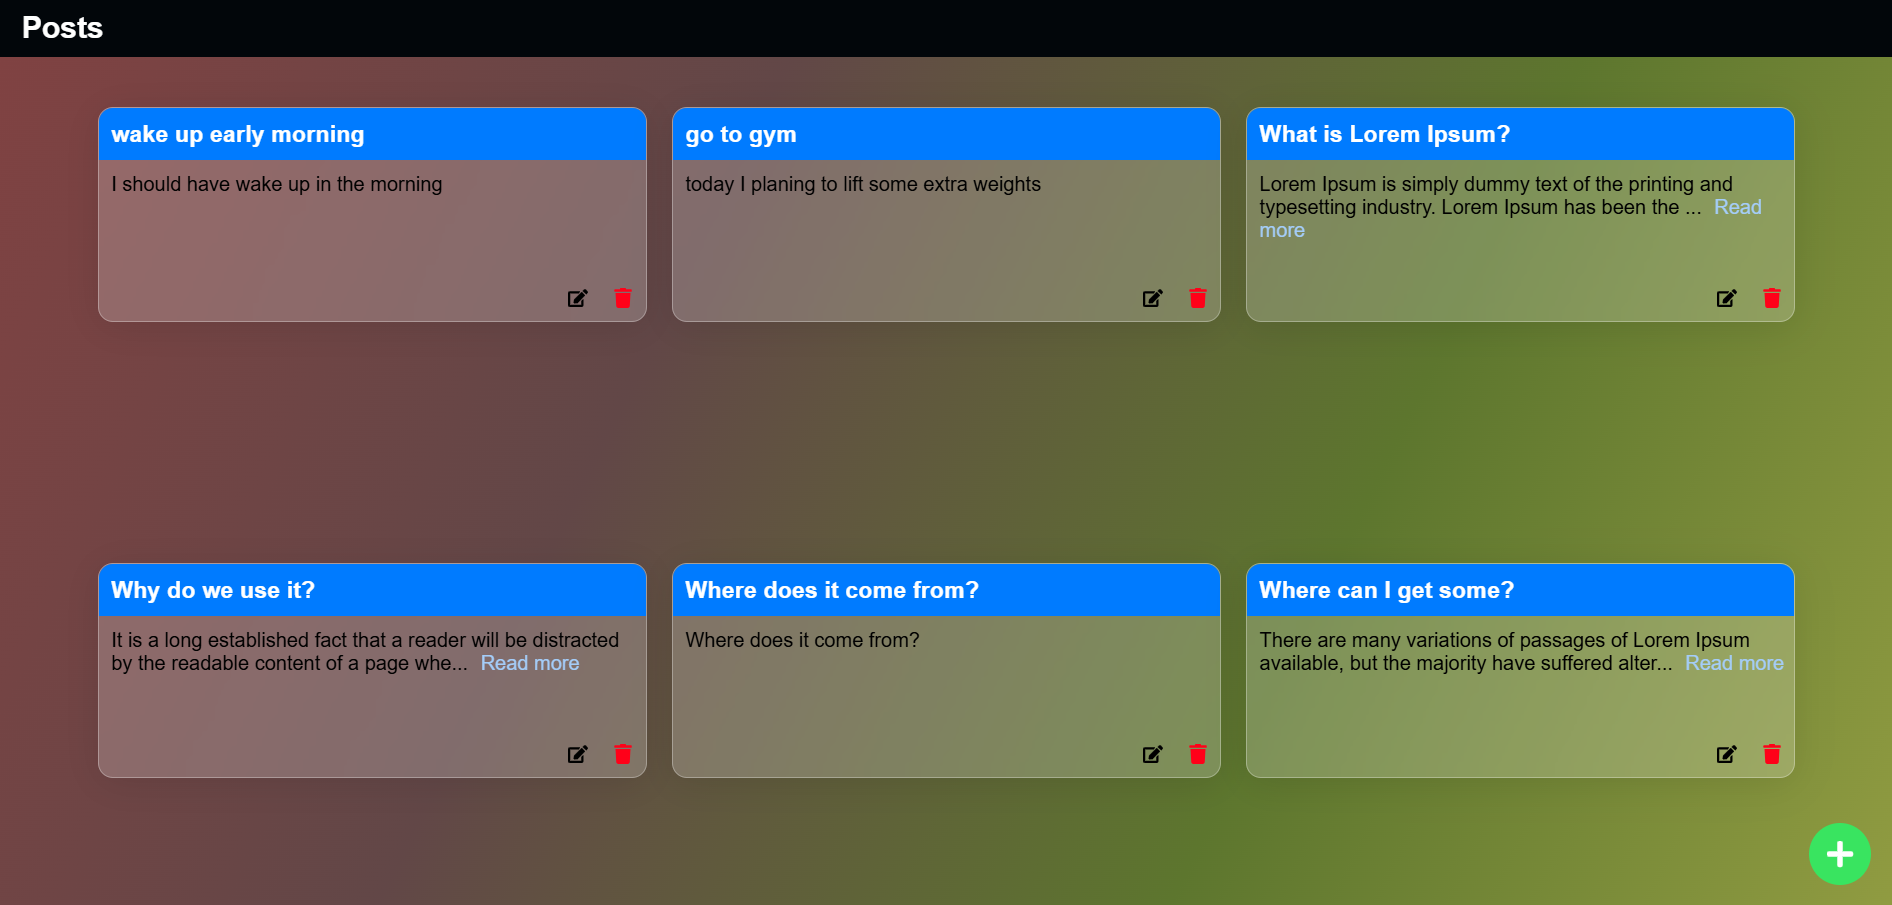 Posts
wake up early morning
I should have wake up in the morning
go to gym
today I planing to lift some extra weights
What is Lorem Ipsum?
Lorem Ipsum is simply dummy text of the printing and
typesetting industry. Lorem Ipsum has been the ... Read
more
Why do we use it?
It is a long established fact that a reader will be distracted
by the readable content of a page whe... Read more
Where does it come from?
Where does it come from?
Where can I get some?
There are many variations of passages of Lorem Ipsum
available, but the majority have suffered alter... Read more